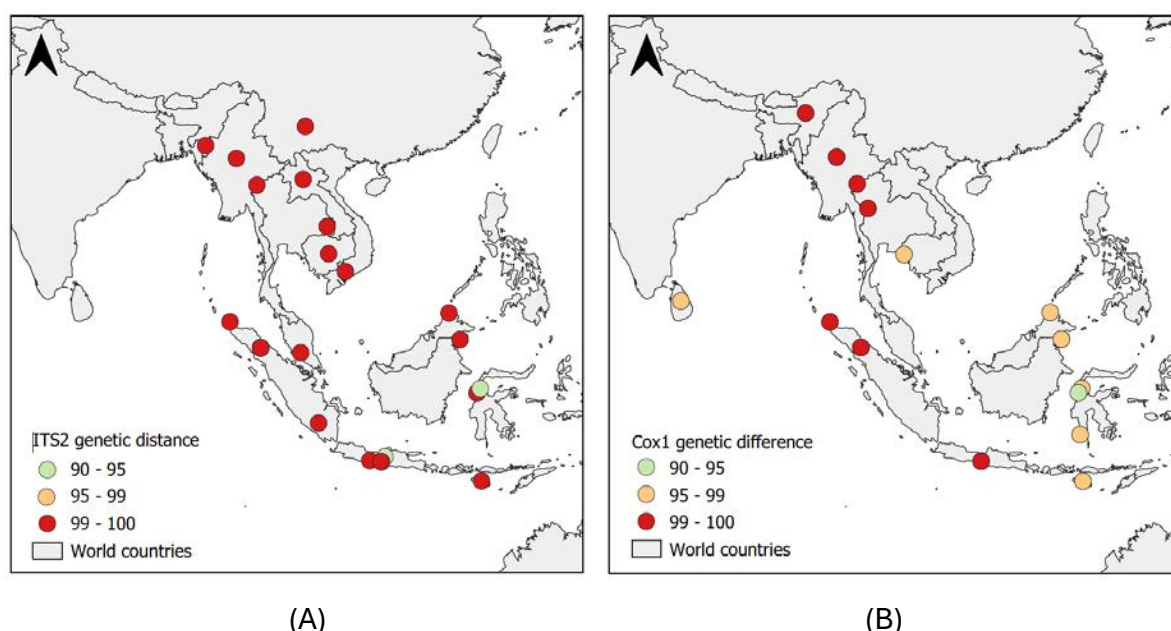 ITS2 genetic distance
90 - 95
95 - 99
99 - 100
World countries
(A)
Cox1 genetic difference
90 - 95
95 - 99
99 - 100
World countries
(B)